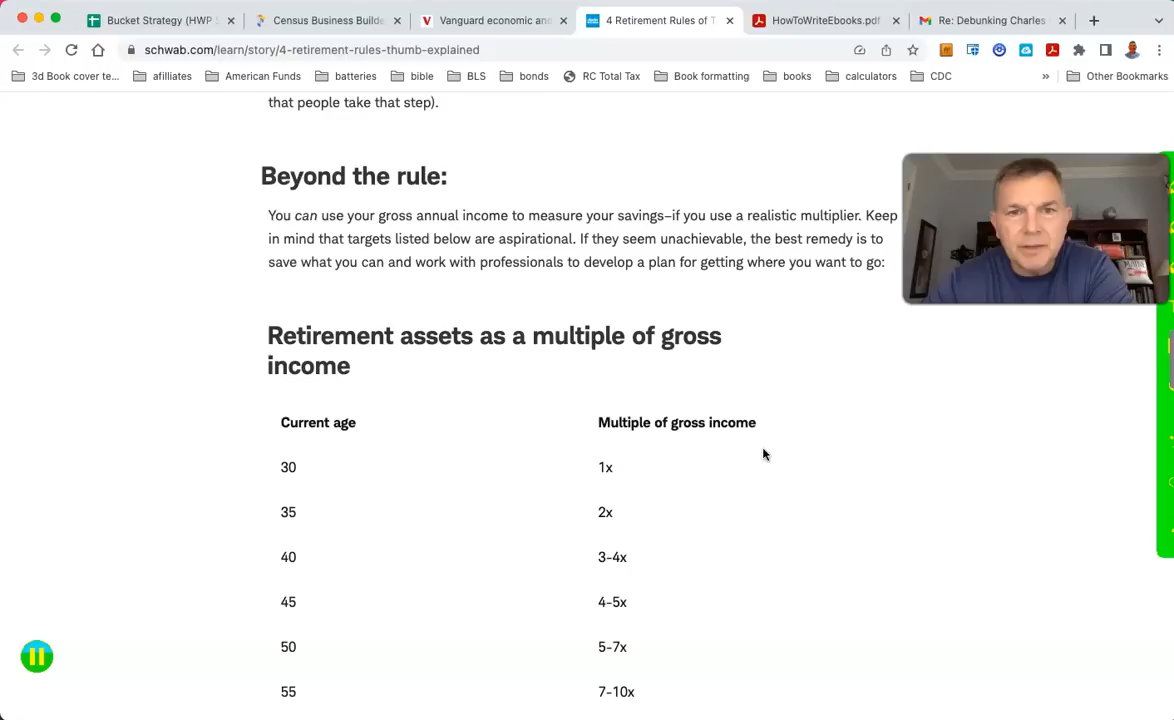 Bucket Strategy (HWP
Census Business Builde
Vanguard economic an
4 Retirement Rules of T
HowToWriteEbooks.pdf
Re: Debunking Charles
schwab.com/learn/story/4-retirement-rules-thumb-explained
3d Book cover te... afilliates American Funds batteries bible BLS bonds RC Total Tax Book formatting books calculators CDC » Other Bookmarks
that people take that step).
Beyond the rule:
You can use your gross annual income to measure your savings–if you use a realistic multiplier. Keep
in mind that targets listed below are aspirational. If they seem unachievable, the best remedy is to
save what you can and work with professionals to develop a plan for getting where you want to go:
Retirement assets as a multiple of gross
income
Current age Multiple of gross income
30 1x
35 2x
40 3-4x
45 4-5x
50 5-7x
55 7-10x